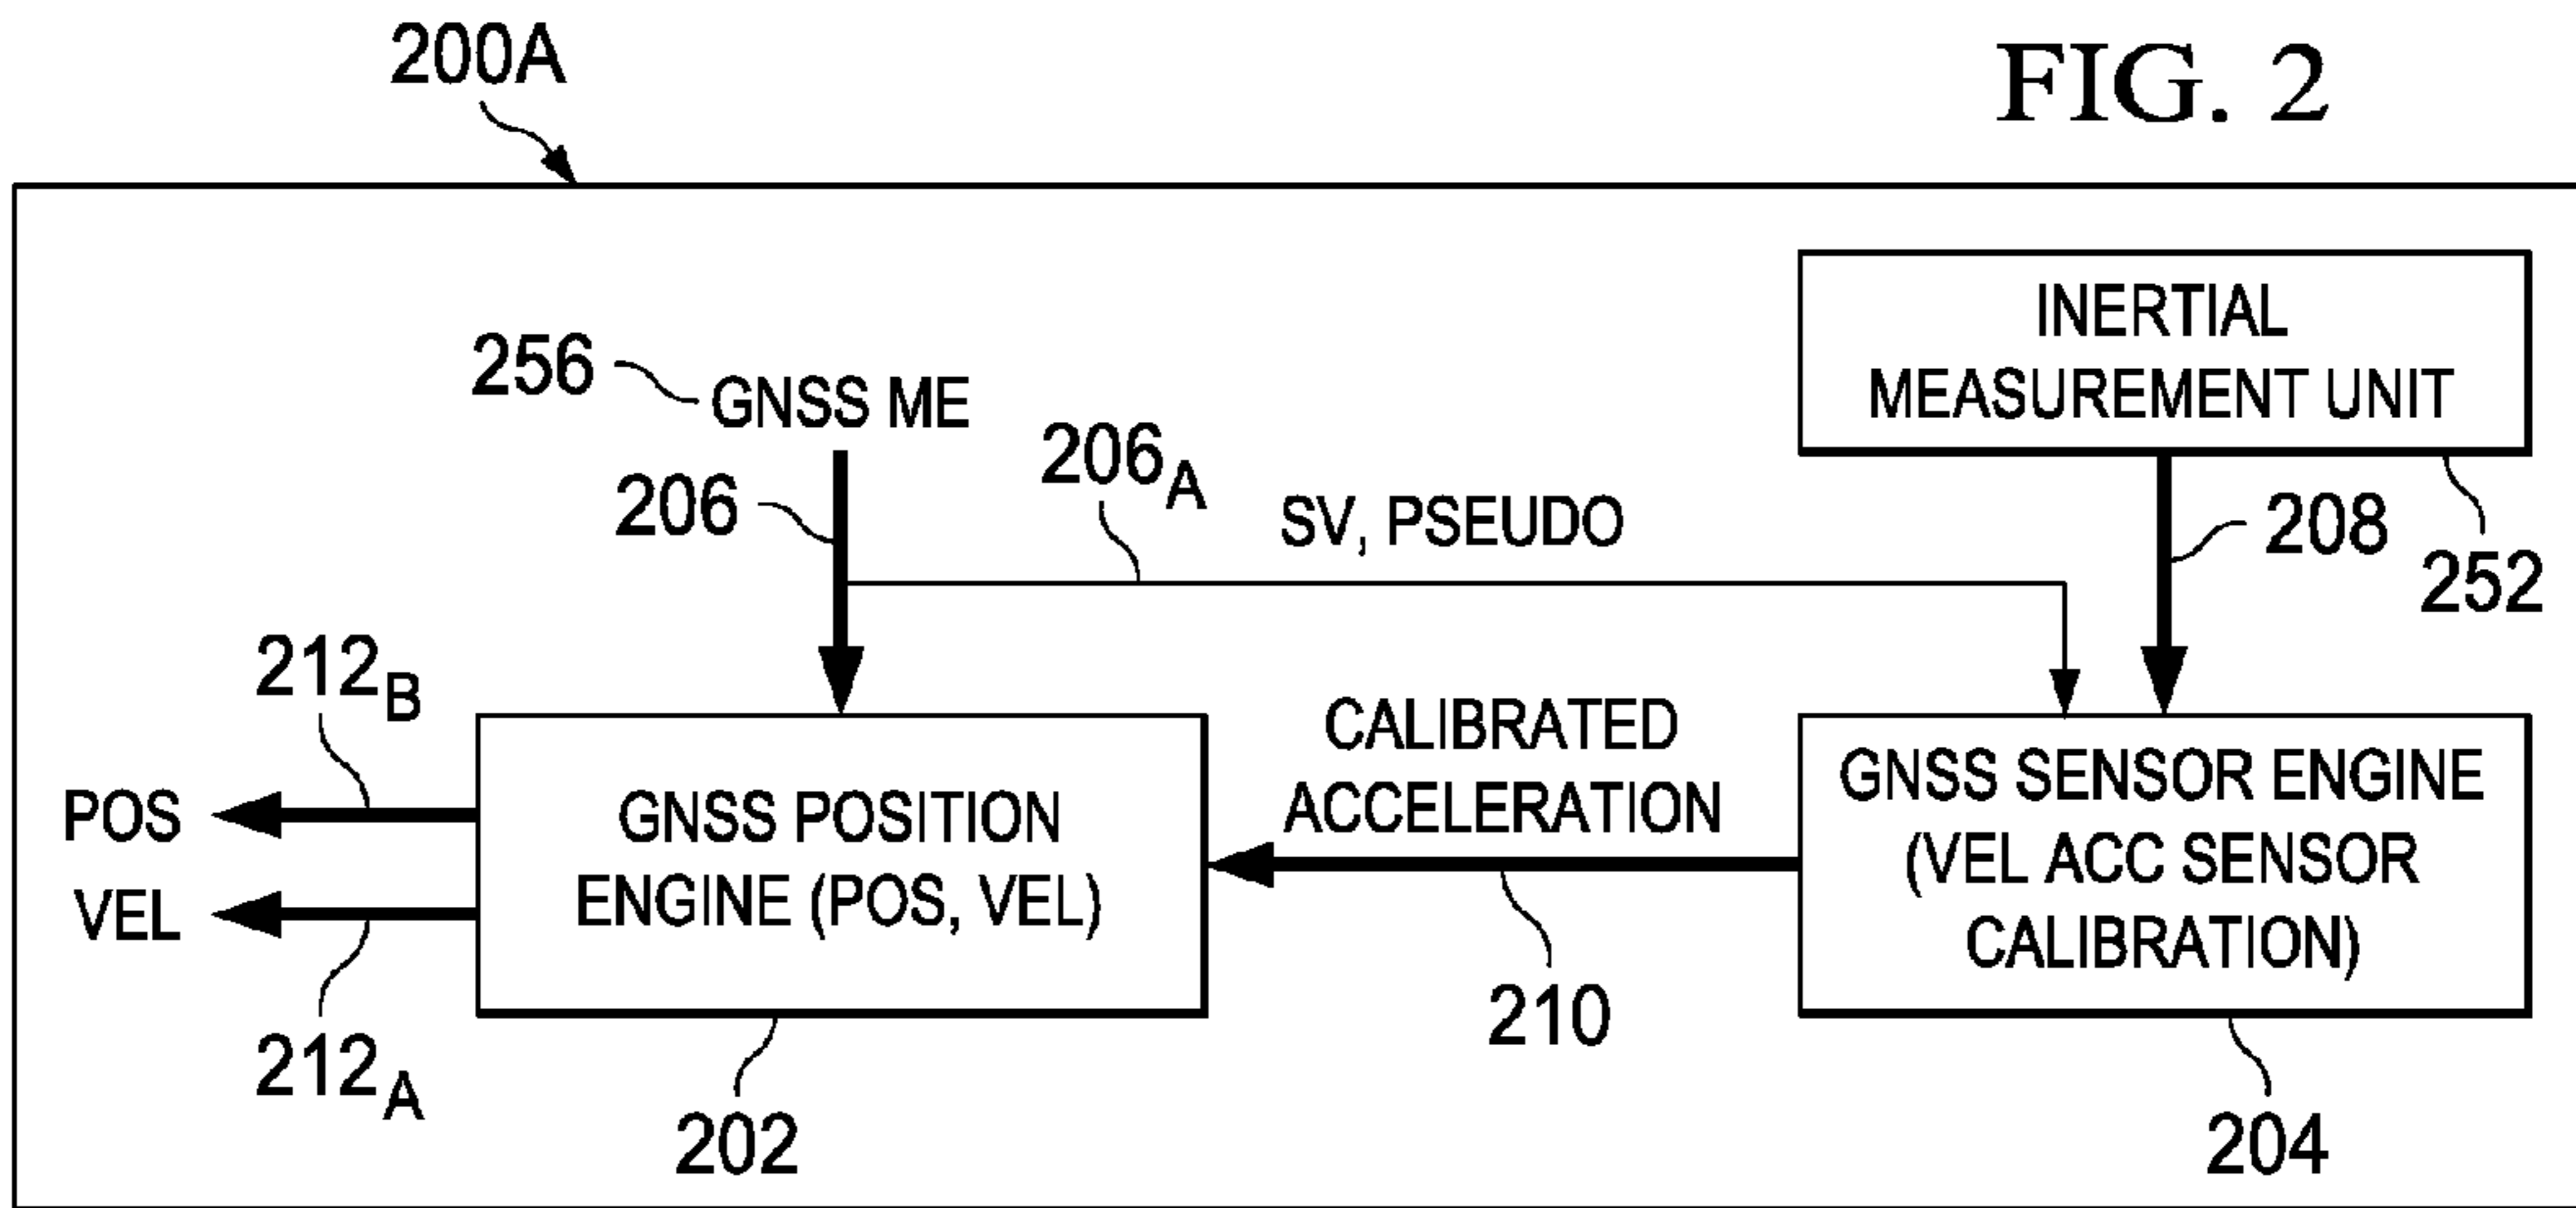 200A
FIG. 2
INERTIAL
MEASUREMENT UNIT
256
GNSS ME
206
206A
SV, PSEUDO
208
252
212B
POS
VEL
212A
GNSS POSITION
ENGINE (POS, VEL)
202
CALIBRATED
ACCELERATION
210
GNSS SENSOR ENGINE
(VEL ACC SENSOR
CALIBRATION)
204